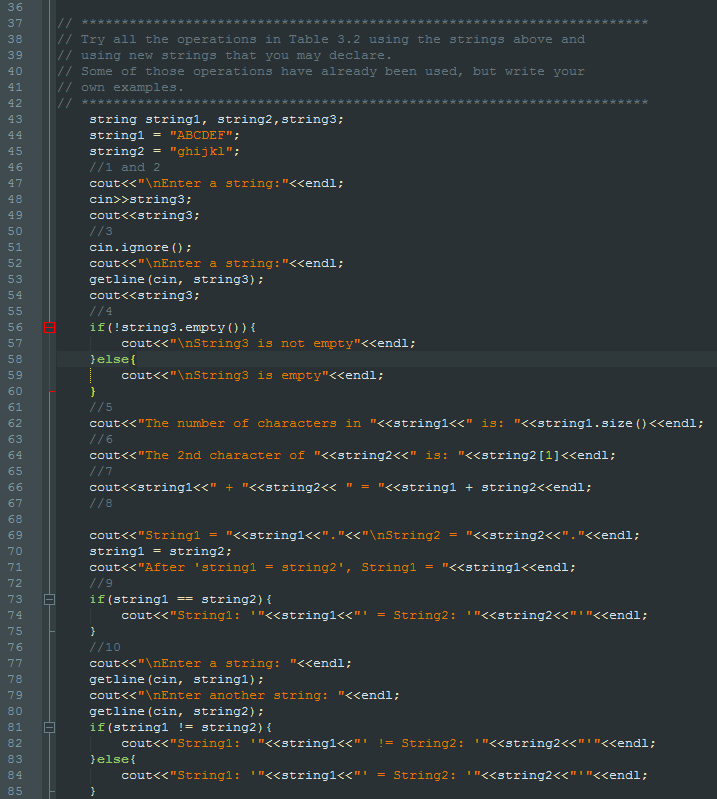 36
37 // ***********************************************************************
38 // Try all the operations in Table 3.2 using the strings above and
39 // using new strings that you may declare.
40 // Some of those operations have already been used, but write your
41 // own examples.
42 // ***********************************************************************
43 string string1, string2,string3;
44 string1 = "ABCDEF";
45 string2 = "ghijkl";
46 //1 and 2
47 cout<<"\nEnter a string:"<<endl;
48 cin>>string3;
49 cout<<string3;
50 //3
51 cin.ignore();
52 cout<<"\nEnter a string:"<<endl;
53 getline(cin, string3);
54 cout<<string3;
55 //4
56 if(!string3.empty()){
57 cout<<"\nString3 is not empty"<<endl;
58 }else{
59 cout<<"\nString3 is empty"<<endl;
60 }
61 //5
62 cout<<"The number of characters in "<<string1<<" is: "<<string1.size()<<endl;
63 //6
64 cout<<"The 2nd character of "<<string2<<" is: "<<string2[1]<<endl;
65 //7
66 cout<<string1<<" + "<<string2<< " = "<<string1 + string2<<endl;
67 //8
68
69 cout<<"String1 = "<<string1<<"."<<"\nString2 = "<<string2<<"."<<endl;
70 string1 = string2;
71 cout<<"After 'string1 = string2', String1 = "<<string1<<endl;
72 //9
73 if(string1 == string2){
74 cout<<"String1: '"<<string1<<"' = String2: '"<<string2<<"'"<<endl;
75 }
76 //10
77 cout<<"\nEnter a string: "<<endl;
78 getline(cin, string1);
79 cout<<"\nEnter another string: "<<endl;
80 getline(cin, string2);
81 if(string1 != string2){
82 cout<<"String1: '"<<string1<<"' != String2: '"<<string2<<"'"<<endl;
83 }else{
84 cout<<"String1: '"<<string1<<"' = String2: '"<<string2<<"'"<<endl;
85 }